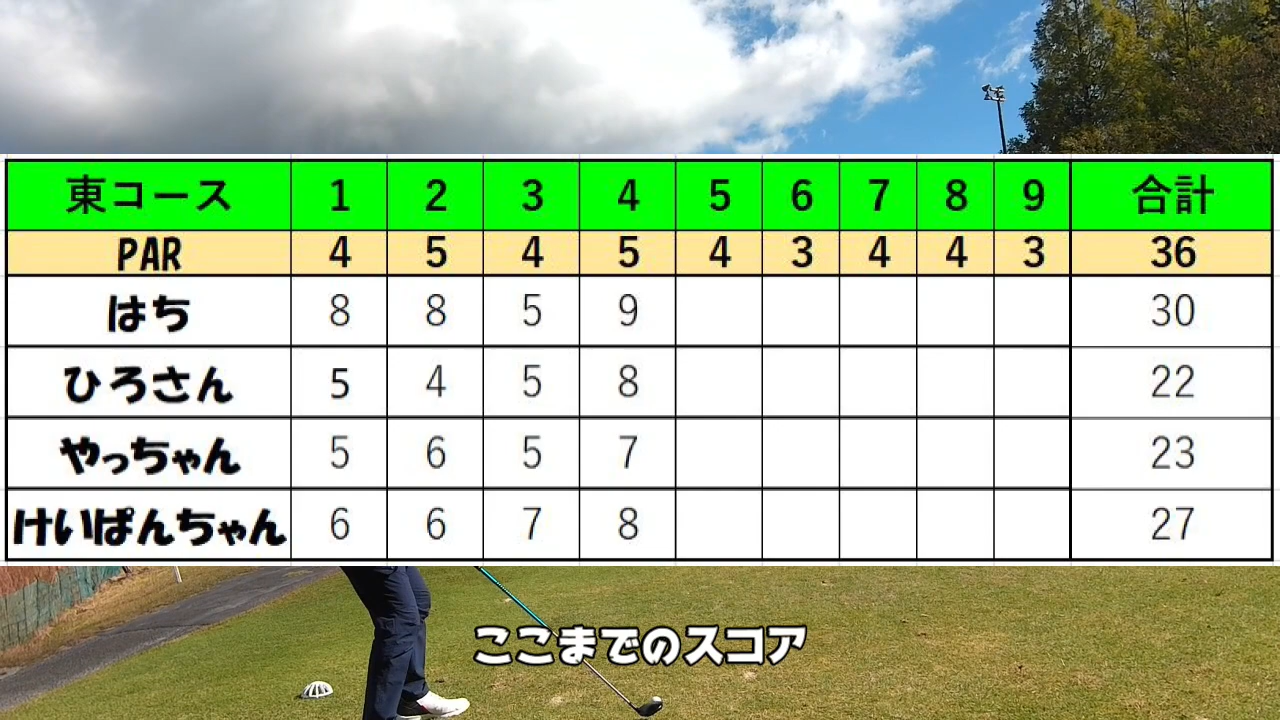 東コース 1 2 3 4 5 6 7 8 9 合計
PAR 4 5 4 5 4 3 4 4 3 36
はち 8 8 5 9 30
ひろさん 5 4 5 8 22
やっちゃん 5 6 5 7 23
けいぱんちゃん 6 6 7 8 27
ここまでのスコア